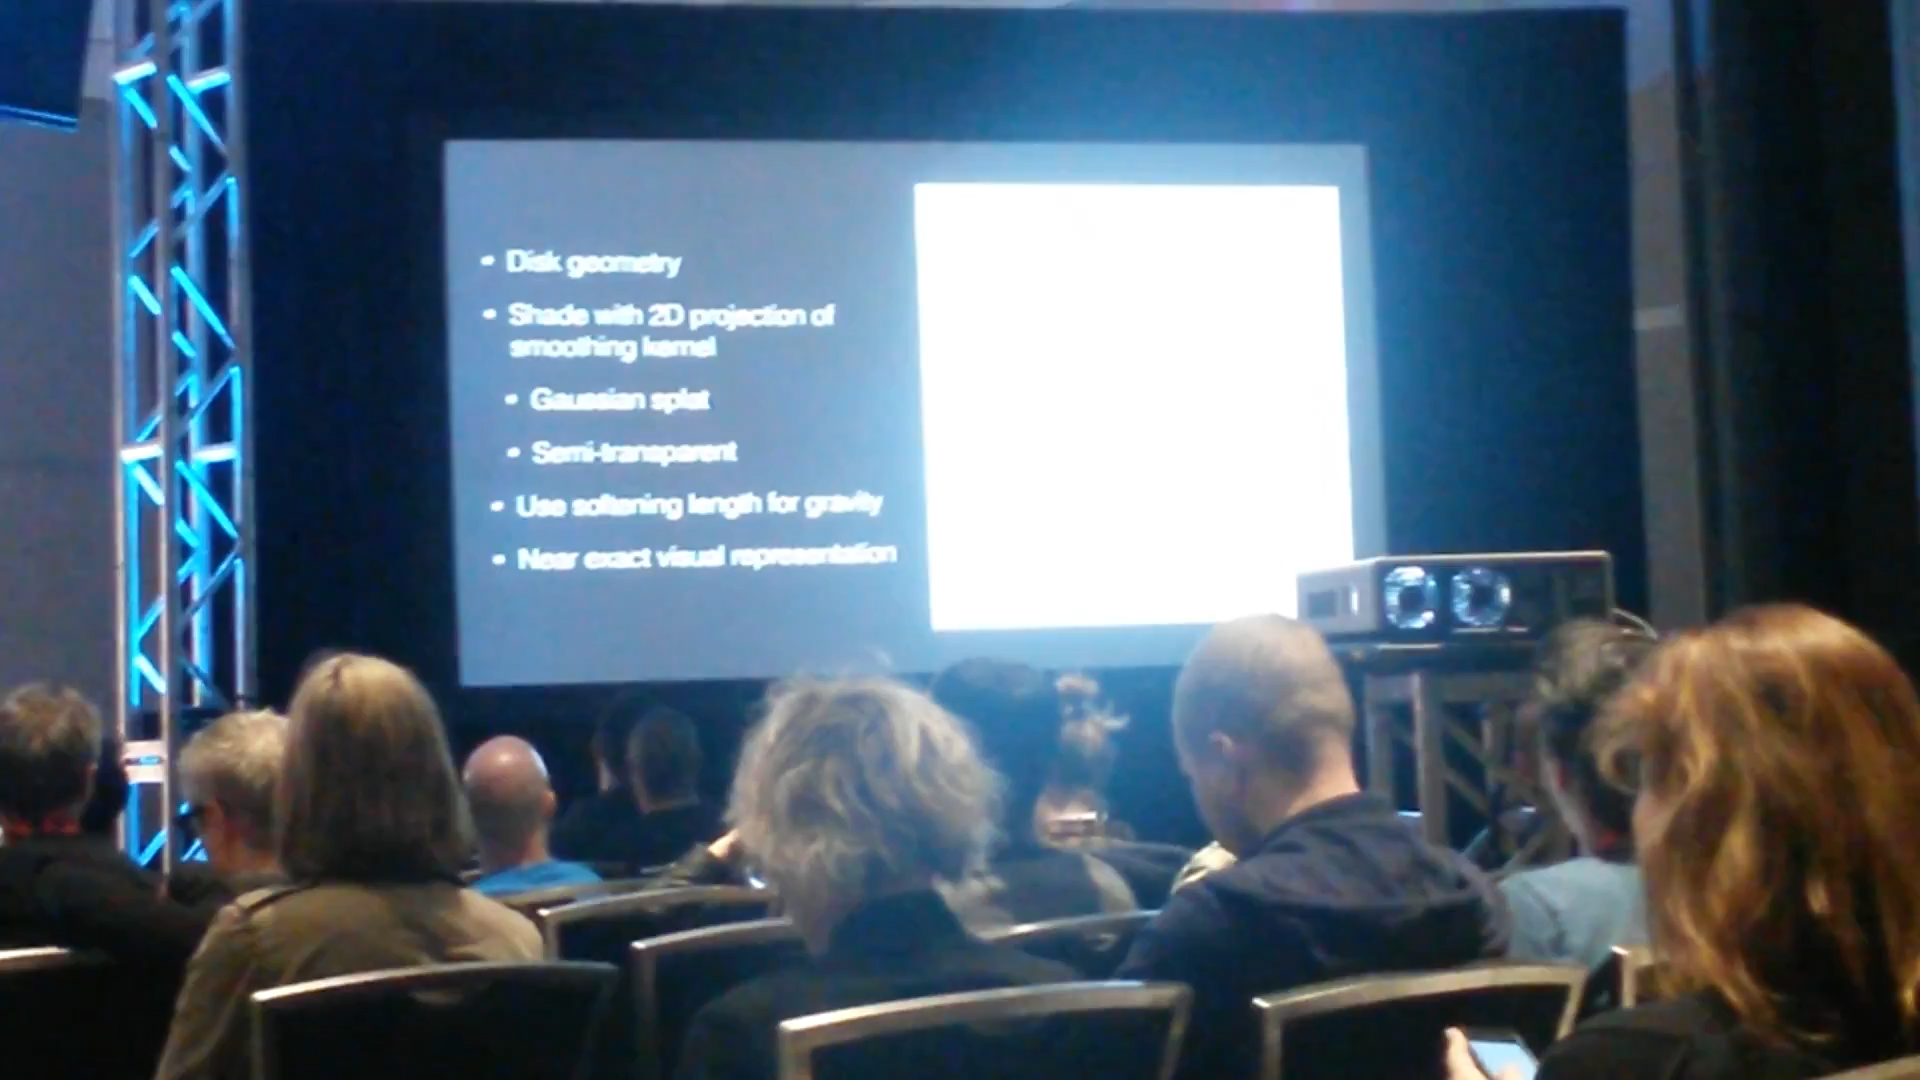 • Disk geometry
• Shade with 2D projection of
smoothing kernel
• Gaussian splat
• Semi-transparent
• Use softening length for gravity
• Near exact visual representation